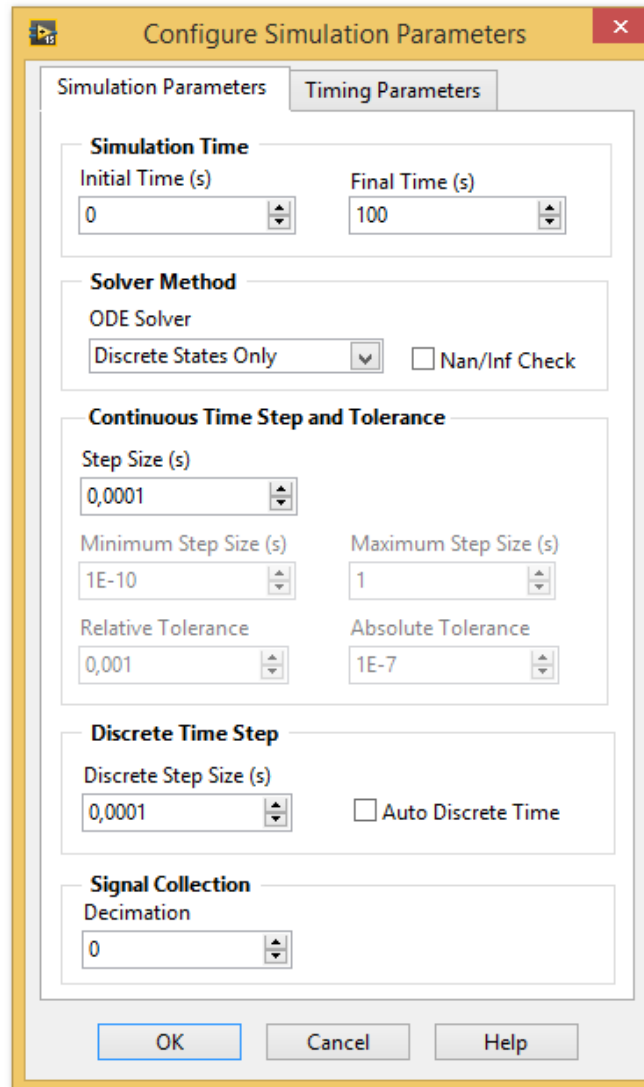 15
Configure Simulation Parameters
Simulation Parameters Timing Parameters
Simulation Time
Initial Time (s) Final Time (s)
0 100
Solver Method
ODE Solver
Discrete States Only Nan/Inf Check
Continuous Time Step and Tolerance
Step Size (s)
0,0001
Minimum Step Size (s) Maximum Step Size (s)
1E-10 1
Relative Tolerance Absolute Tolerance
0,001 1E-7
Discrete Time Step
Discrete Step Size (s)
0,0001 Auto Discrete Time
Signal Collection
Decimation
0
OK Cancel Help